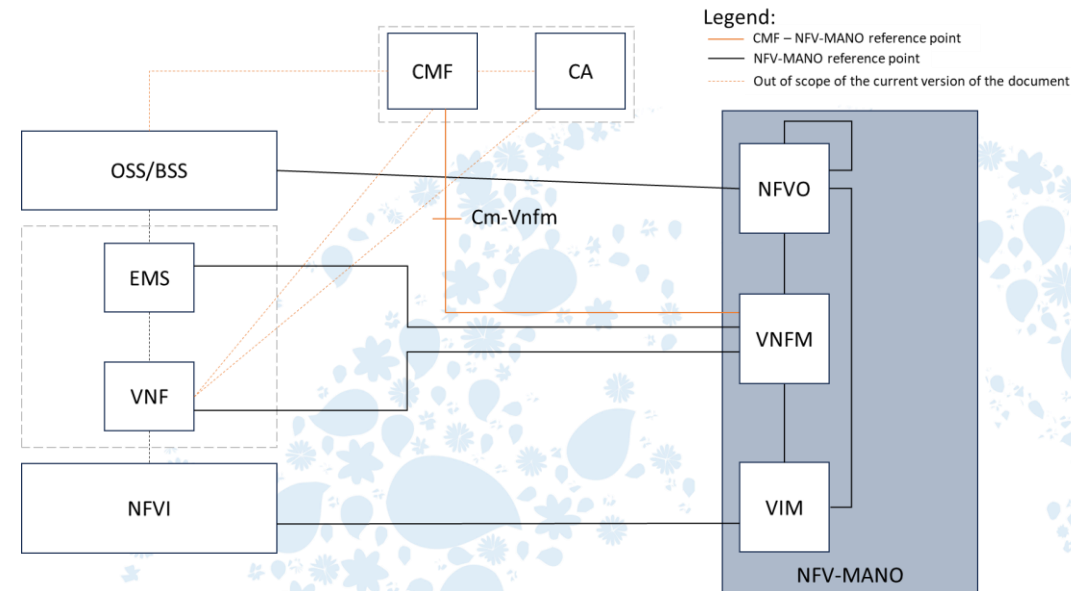 Legend:
CMF – NFV-MANO reference point
NFV-MANO reference point
Out of scope of the current version of the document
CMF
CA
OSS/BSS
NFVO
Cm-Vnfm
EMS
VNFM
VNF
VIM
NFVI
NFV-MANO